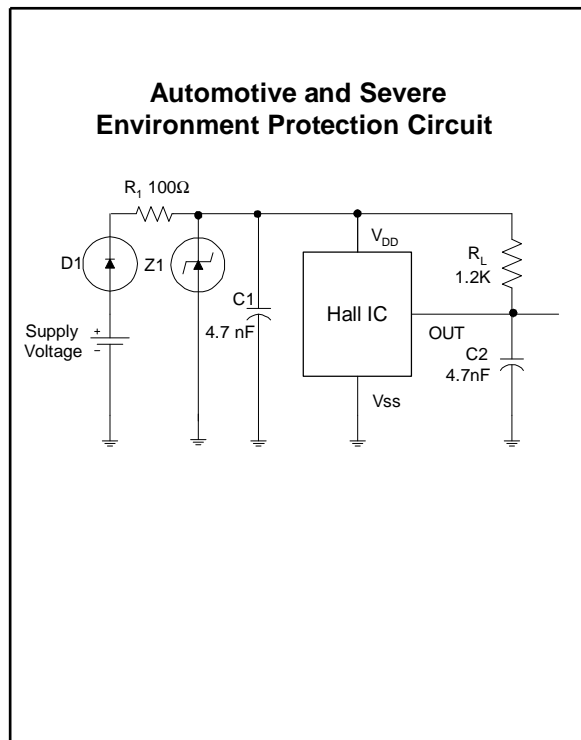 Automotive and Severe
Environment Protection Circuit
R1 100Ω
D1
Z1
C1
4.7 nF
Supply
Voltage
+
−
VDD
Hall IC
Vss
OUT
RL
1.2K
C2
4.7nF